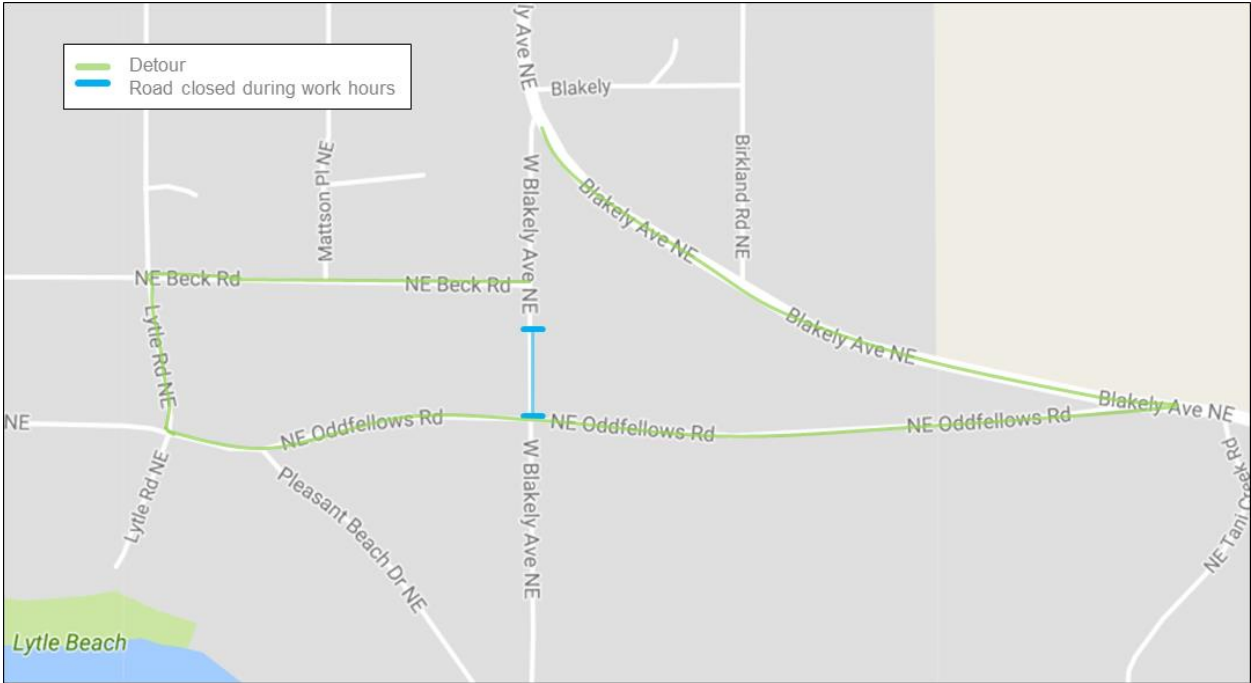 ly Ave NE
Detour
Road closed during work hours
Blakely
Mattson Pl NE
W Blakely Ave NE
Birkland Rd NE
Blakely Ave NE
NE Beck Rd
NE Beck Rd
Lytle Rd NE
Blakely Ave NE
Blakely Ave NE
NE
NE Oddfellows Rd
NE Oddfellows Rd
NE Oddfellows Rd
Lytle Rd NE
Pleasant Beach Dr NE
W Blakely Ave NE
NE Tani Creek Rd
Lytle Beach